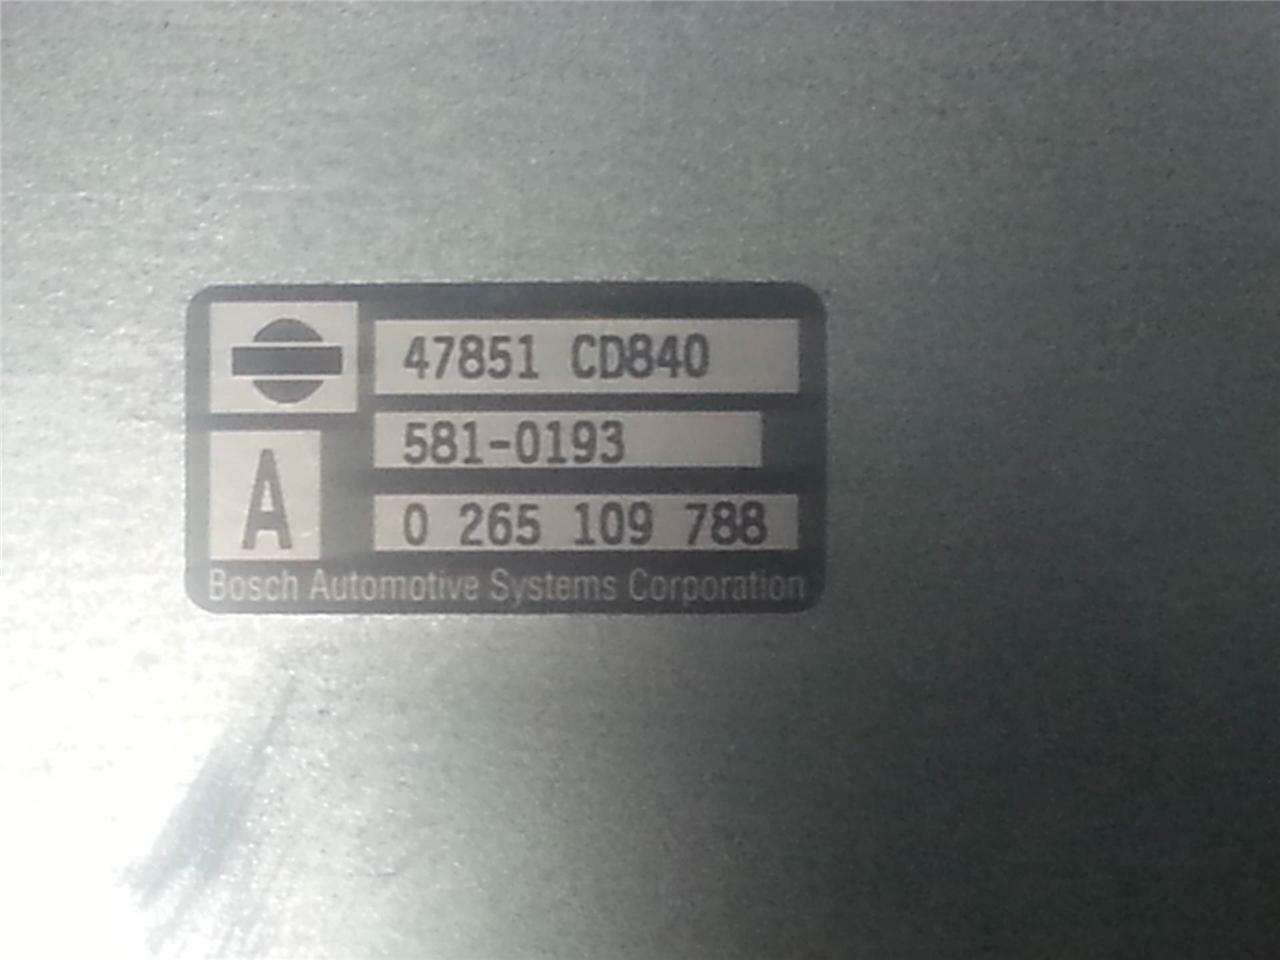 47851 CD840
581-0193
A
0 265 109 788
Bosch Automotive Systems Corporation